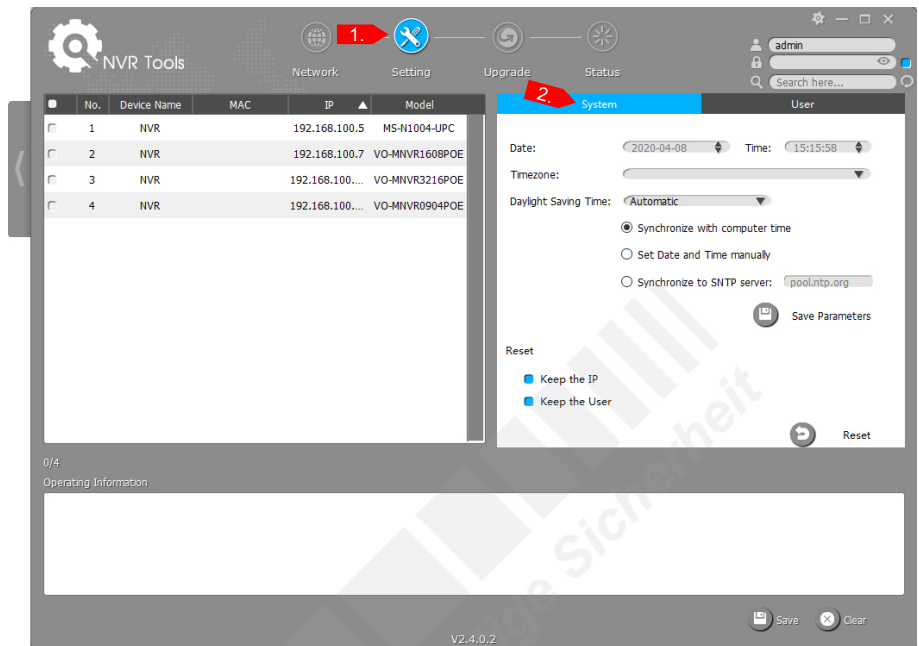 NVR Tools
1.
Network Setting Upgrade Status
admin
Search here...
No. Device Name MAC IP Model
1 NVR 192.168.100.5 MS-N1004-UPC
2 NVR 192.168.100.7 VO-MNVR1608POE
3 NVR 192.168.100.... VO-MNVR3216POE
4 NVR 192.168.100.... VO-MNVR0904POE
2.
System User
Date: 2020-04-08 Time: 15:15:58
Timezone:
Daylight Saving Time: Automatic
Synchronize with computer time
Set Date and Time manually
Synchronize to SNTP server: pool.ntp.org
Save Parameters
Reset
Keep the IP
Keep the User
Reset
0/4
Operating Information
Save Clear
V2.4.0.2
tige Sicherheit